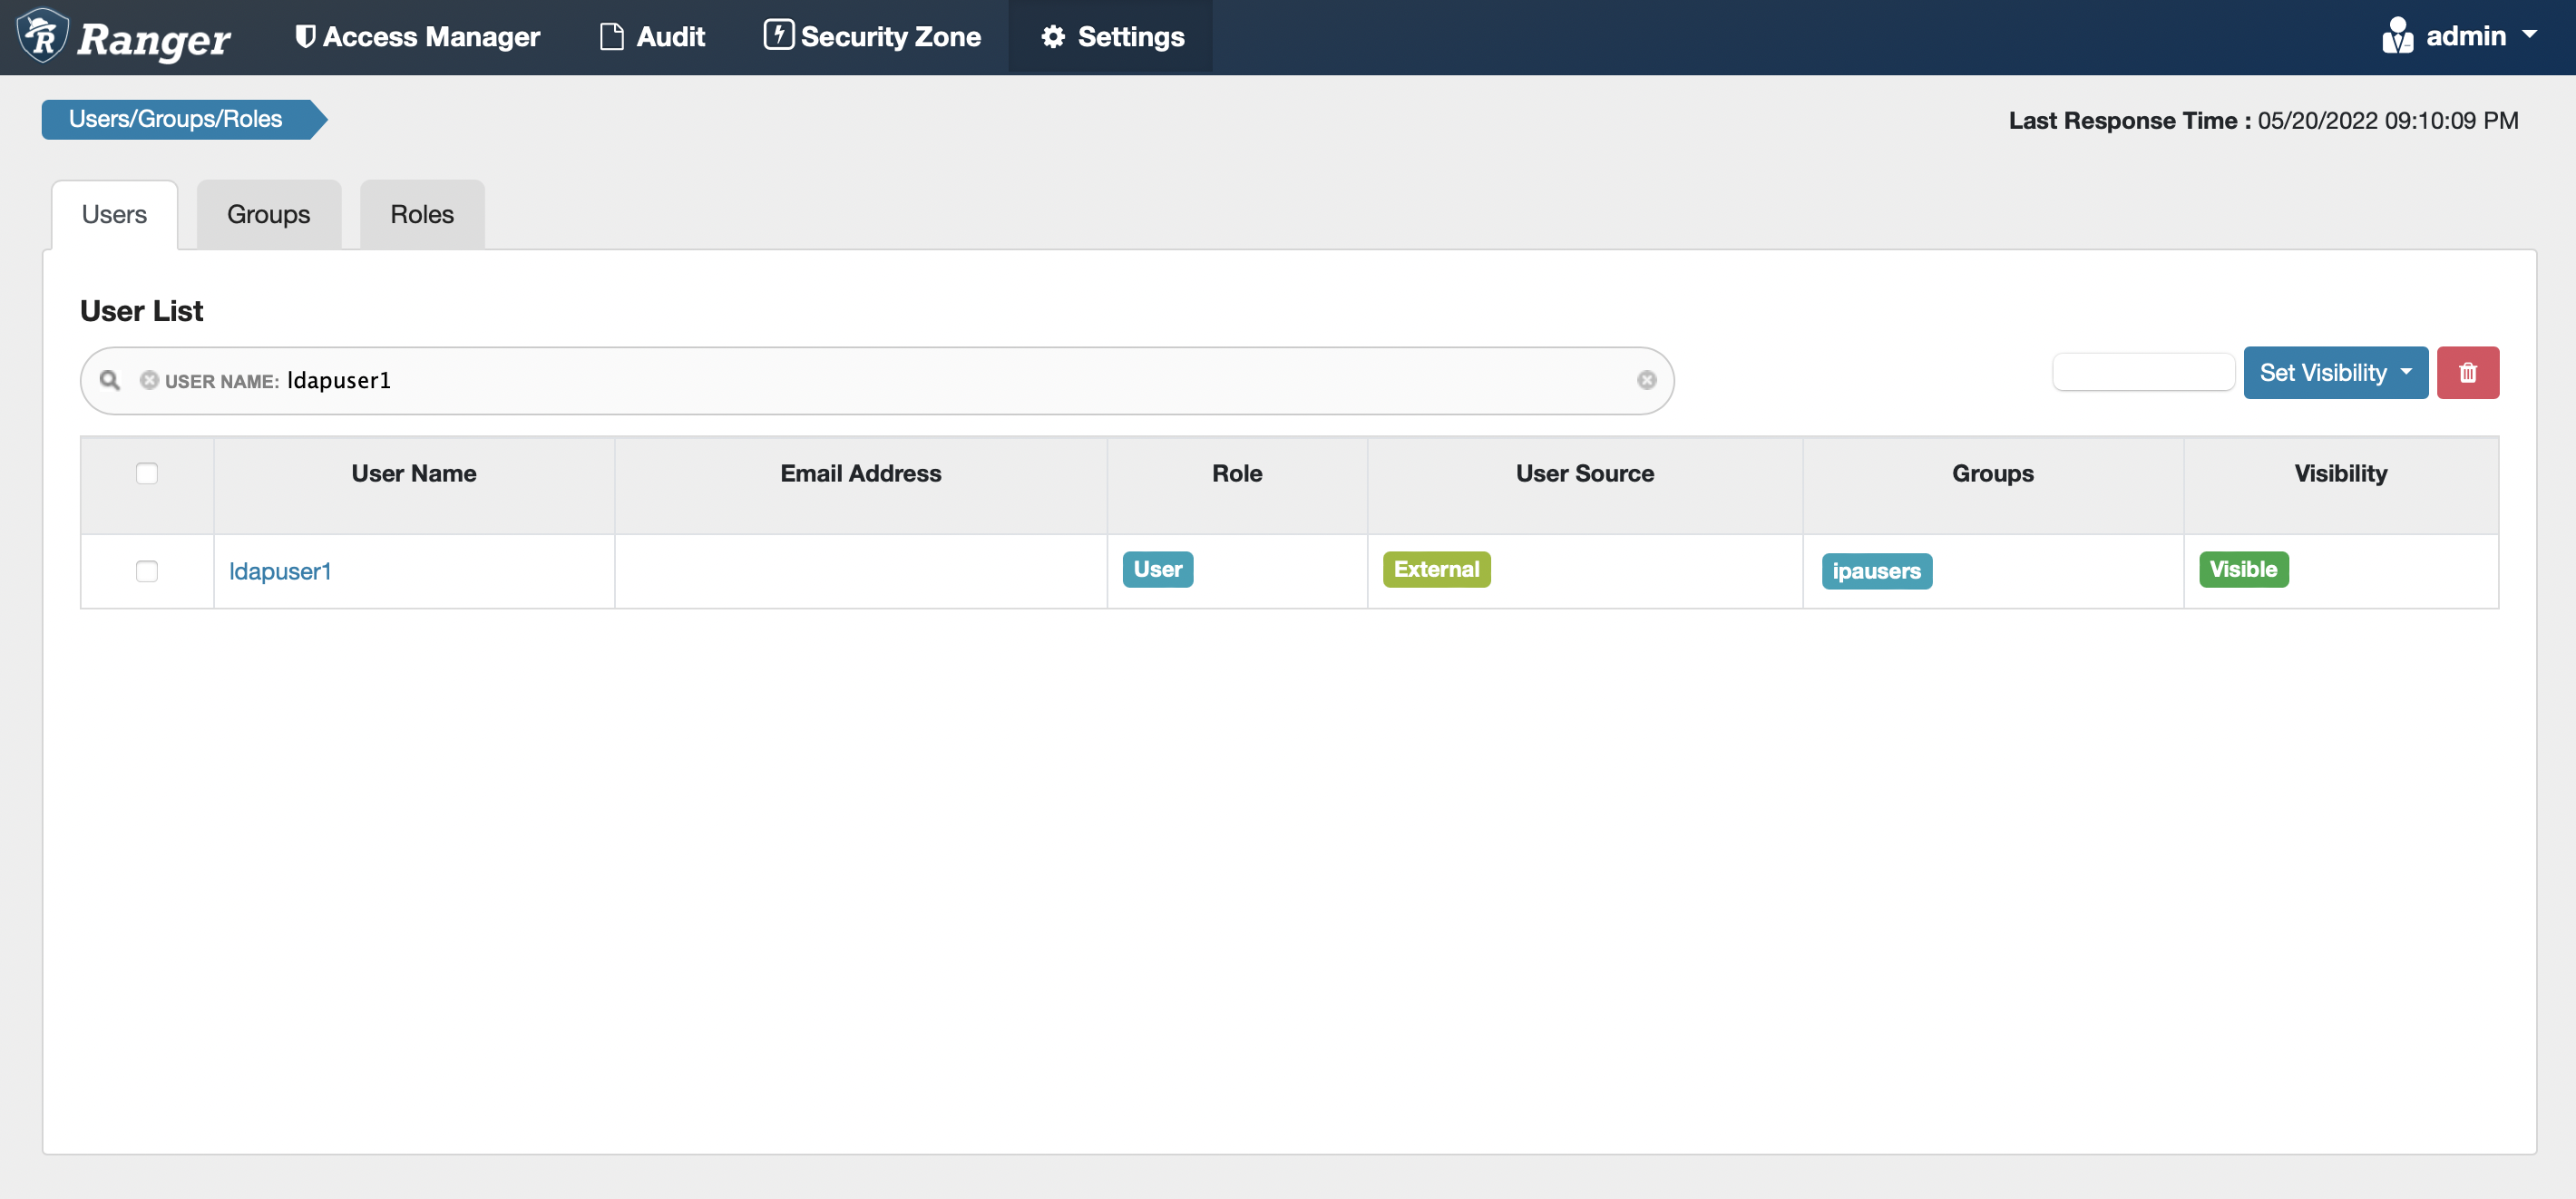 Ranger Access Manager Audit Security Zone Settings admin
Users/Groups/Roles
Last Response Time : 05/20/2022 09:10:09 PM
Users Groups Roles
User List
USER NAME: ldapuser1
Set Visibility
User Name Email Address Role User Source Groups Visibility
ldapuser1 User External ipausers Visible